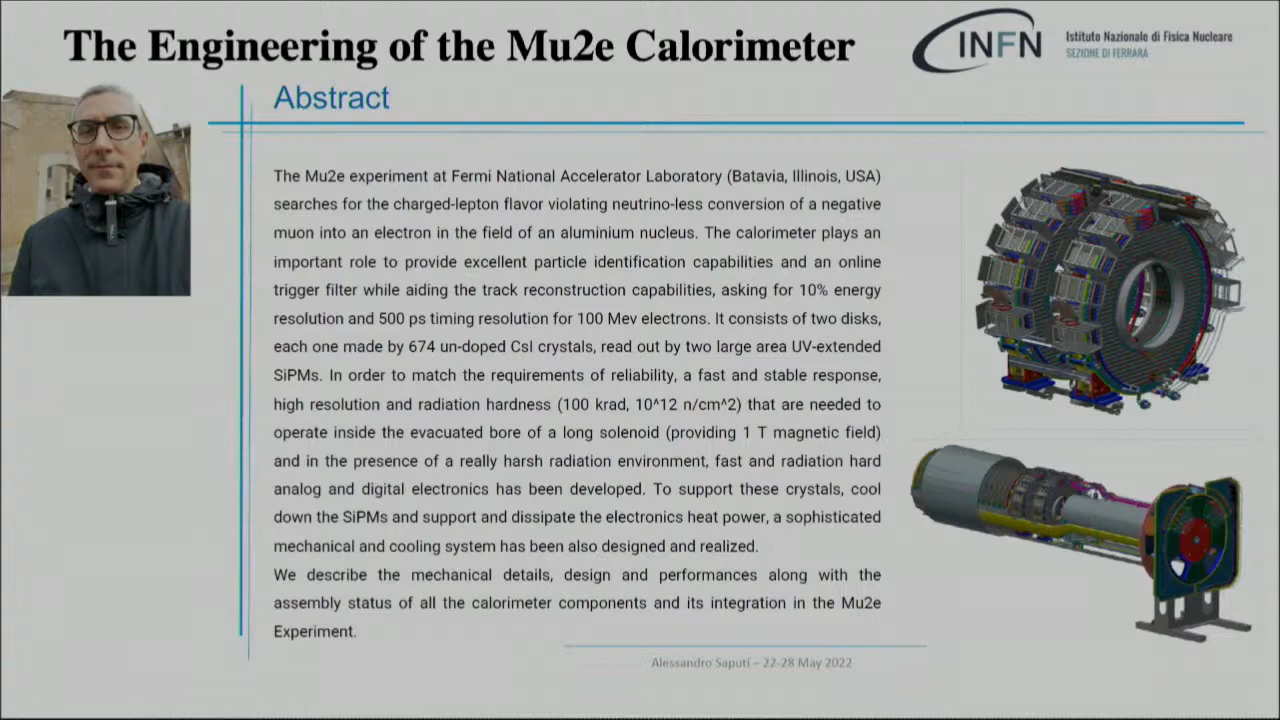 The Engineering of the Mu2e Calorimeter
INFN
Istituto Nazionale di Fisica Nucleare
SEZIONE DI FERRARA
Abstract
The Mu2e experiment at Fermi National Accelerator Laboratory (Batavia, Illinois, USA)
searches for the charged-lepton flavor violating neutrino-less conversion of a negative
muon into an electron in the field of an aluminium nucleus. The calorimeter plays an
important role to provide excellent particle identification capabilities and an online
trigger filter while aiding the track reconstruction capabilities, asking for 10% energy
resolution and 500 ps timing resolution for 100 Mev electrons. It consists of two disks,
each one made by 674 un-doped CsI crystals, read out by two large area UV-extended
SiPMs. In order to match the requirements of reliability, a fast and stable response,
high resolution and radiation hardness (100 krad, 10^12 n/cm^2) that are needed to
operate inside the evacuated bore of a long solenoid (providing 1 T magnetic field)
and in the presence of a really harsh radiation environment, fast and radiation hard
analog and digital electronics has been developed. To support these crystals, cool
down the SiPMs and support and dissipate the electronics heat power, a sophisticated
mechanical and cooling system has been also designed and realized.
We describe the mechanical details, design and performances along with the
assembly status of all the calorimeter components and its integration in the Mu2e
Experiment.
Alessandro Saputi – 22-28 May 2022